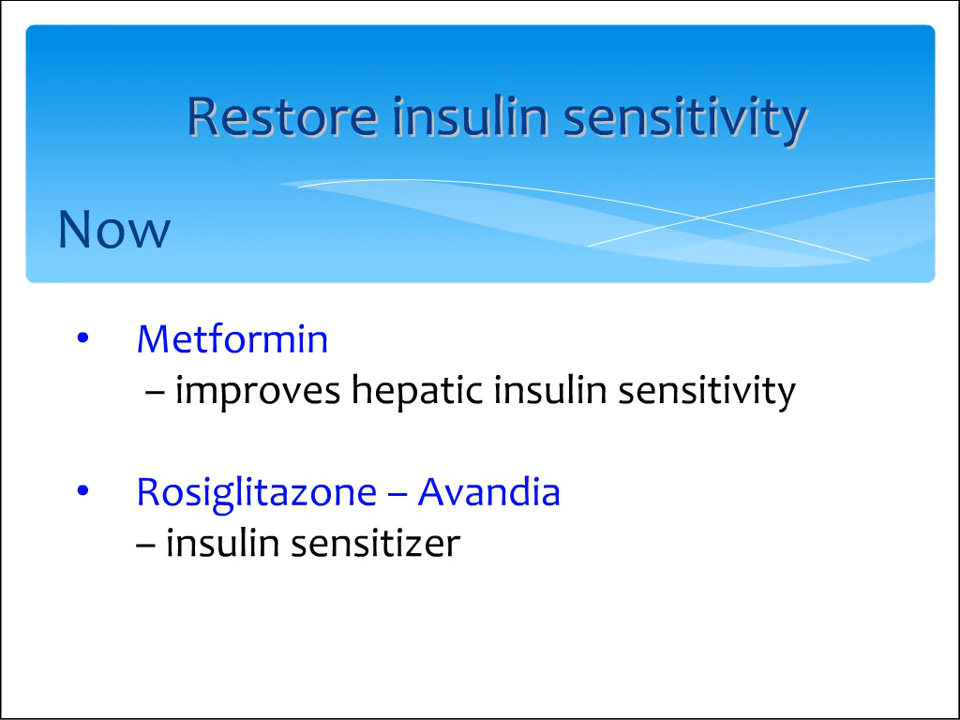 Restore insulin sensitivity
Now
• Metformin
– improves hepatic insulin sensitivity
• Rosiglitazone – Avandia
– insulin sensitizer